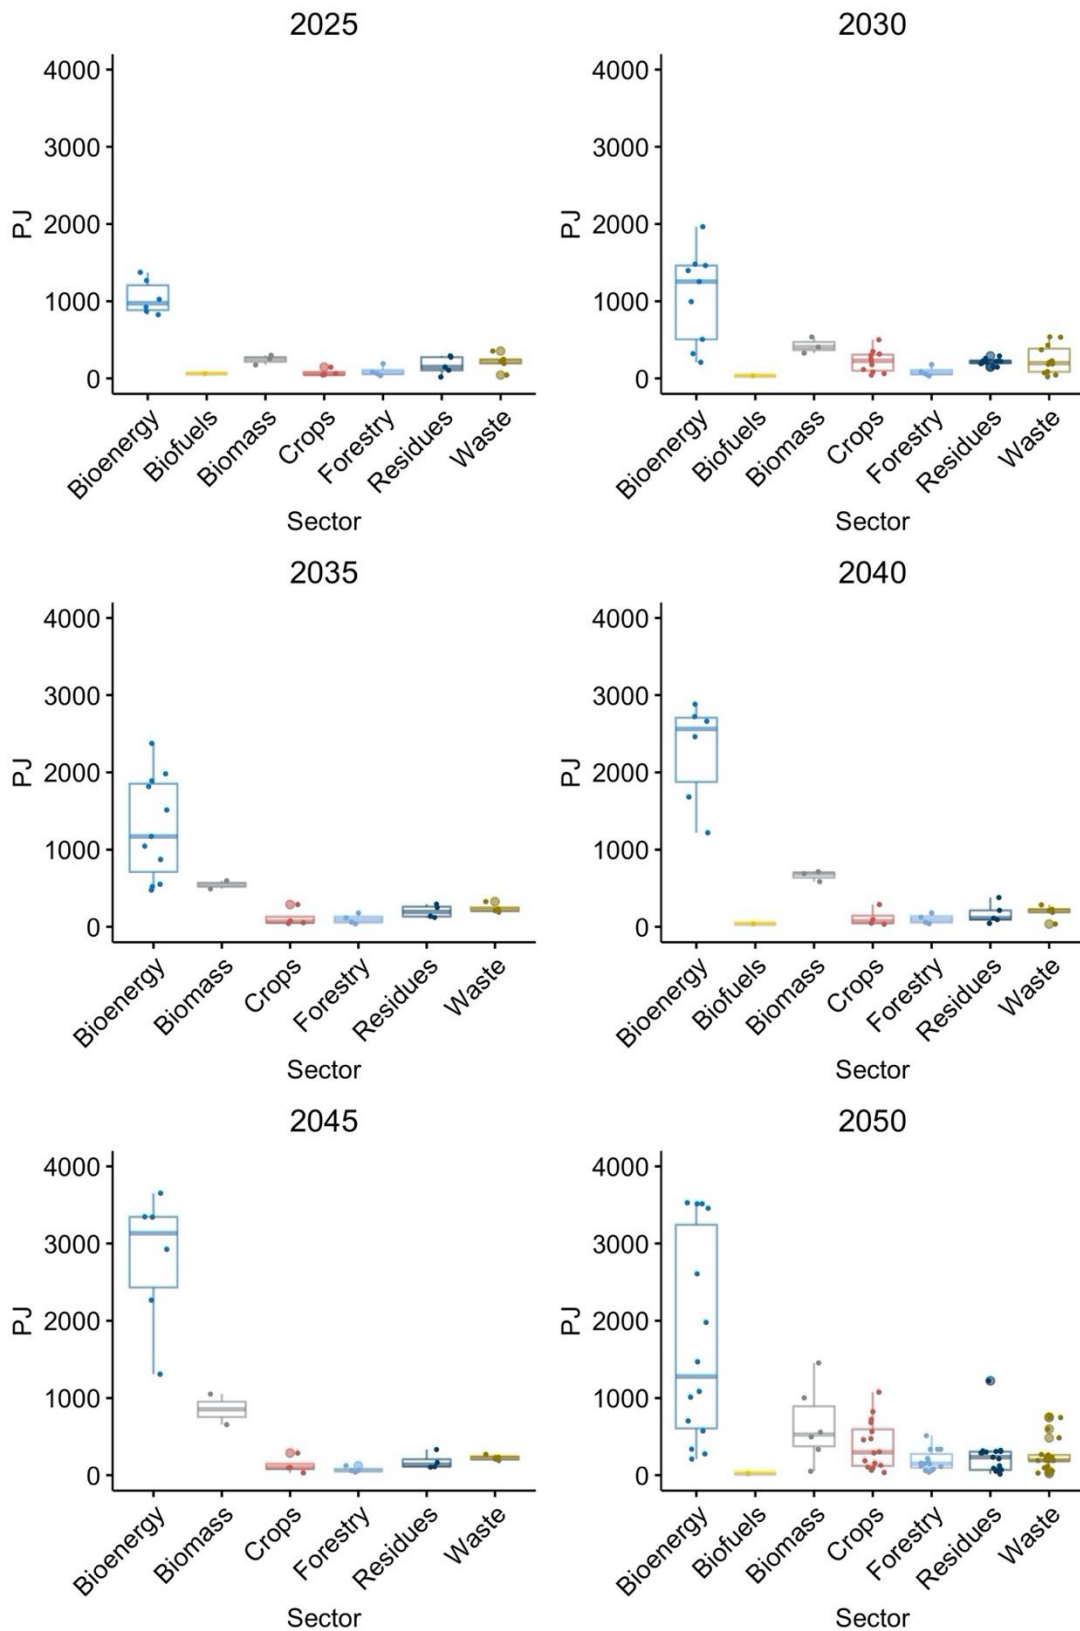 2025
4000
3000
2000
1000
0
PJ
Bioenergy
Biofuels
Biomass
Crops
Forestry
Residues
Waste
Sector
2030
4000
3000
2000
1000
0
PJ
Bioenergy
Biofuels
Biomass
Crops
Forestry
Residues
Waste
Sector
2035
4000
3000
2000
1000
0
PJ
Bioenergy
Biomass
Crops
Forestry
Residues
Waste
Sector
2040
4000
3000
2000
1000
0
PJ
Bioenergy
Biofuels
Biomass
Crops
Forestry
Residues
Waste
Sector
2045
4000
3000
2000
1000
0
PJ
Bioenergy
Biomass
Crops
Forestry
Residues
Waste
Sector
2050
4000
3000
2000
1000
0
PJ
Bioenergy
Biofuels
Biomass
Crops
Forestry
Residues
Waste
Sector